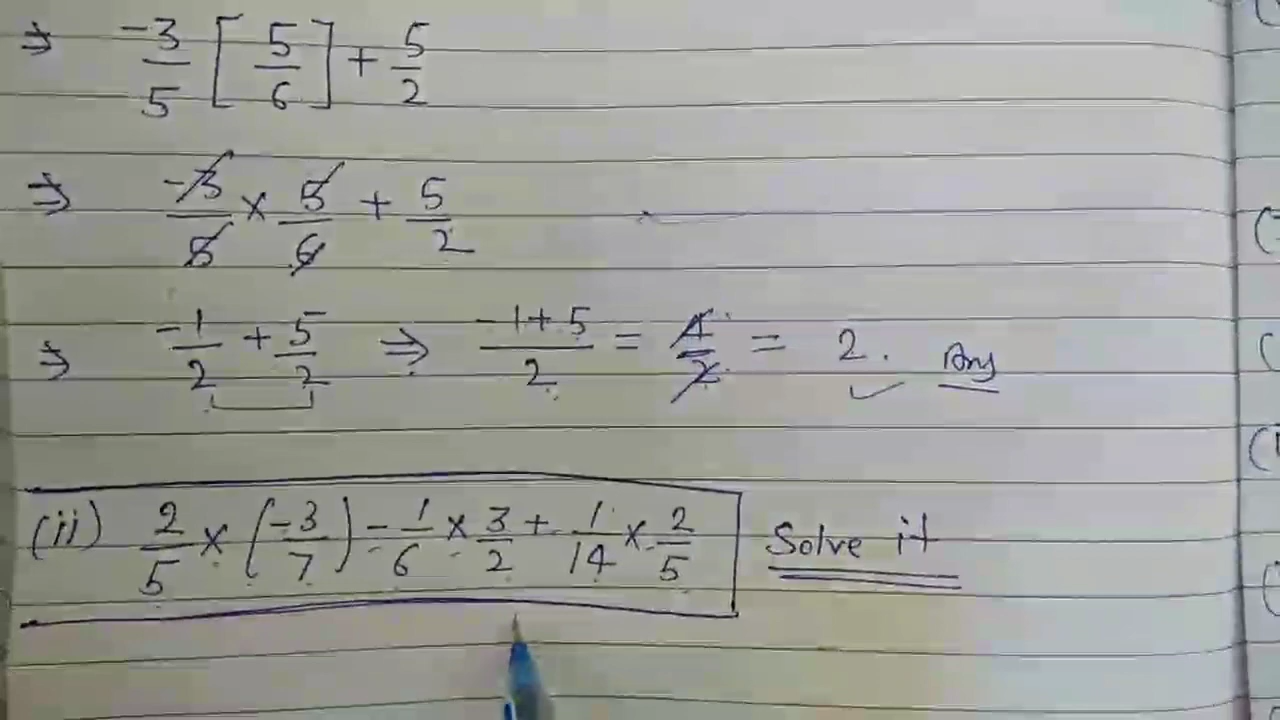 ⇒ -3/5 [ 5/6 ] + 5/2
⇒ -3/5 × 5/6 + 5/2
⇒ -1/2 + 5/2 ⇒ -1+5/2 = 4/2 = 2. Ans
(ii) 2/5 × (-3/7) - 1/6 × 3/2 + 1/14 × 2/5 Solve it